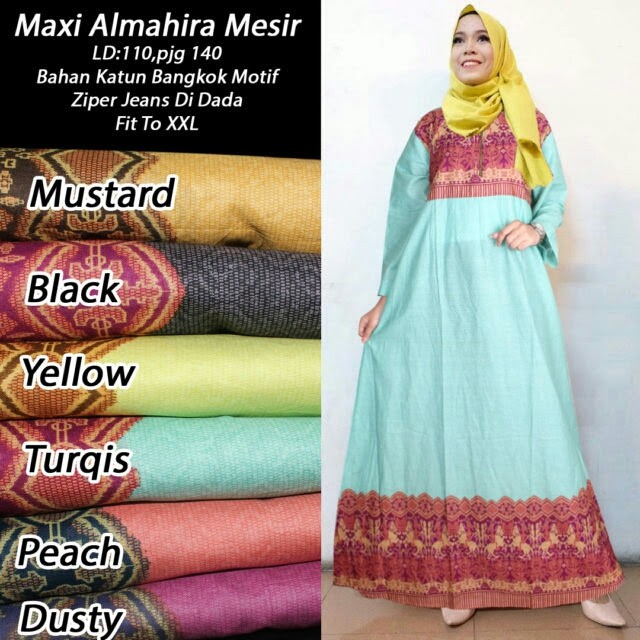 Maxi Almahira Mesir
LD:110,pjg 140
Bahan Katun Bangkok Motif
Ziper Jeans Di Dada
Fit To XXL
Mustard
Black
Yellow
Turqis
Peach
Dusty